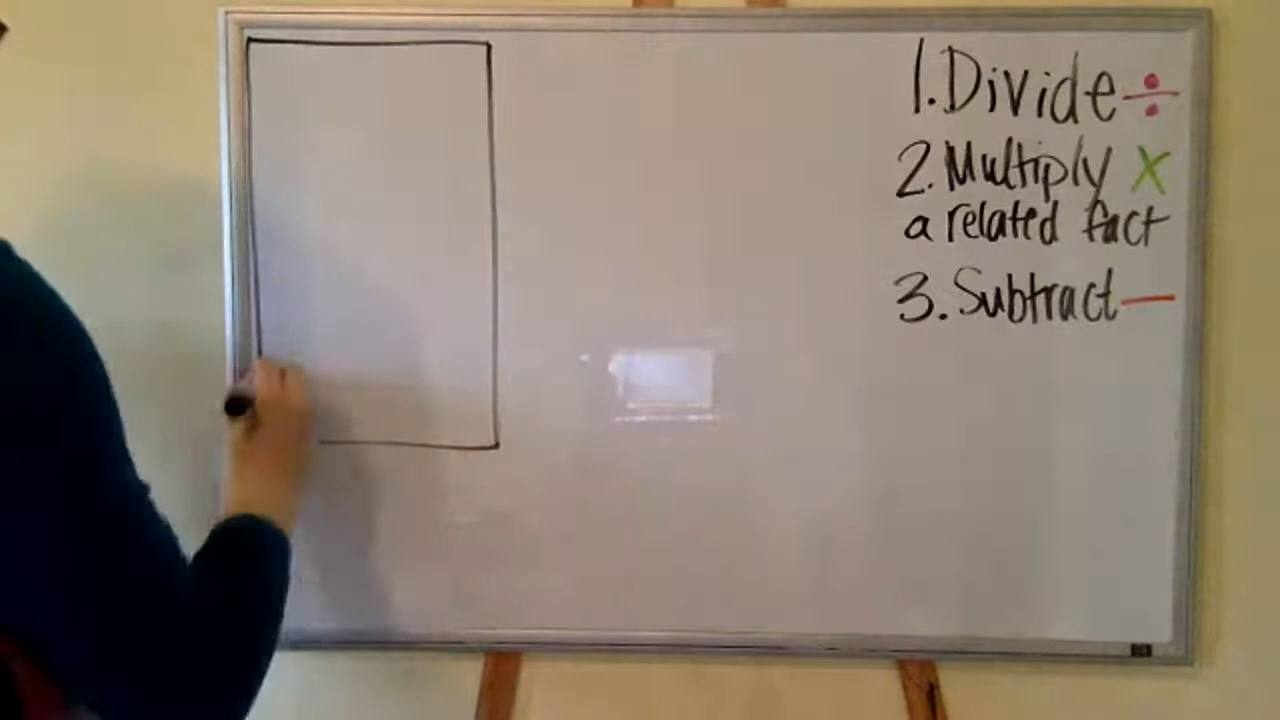 1. Divide ÷
2. Multiply X
a related fact
3. Subtract —